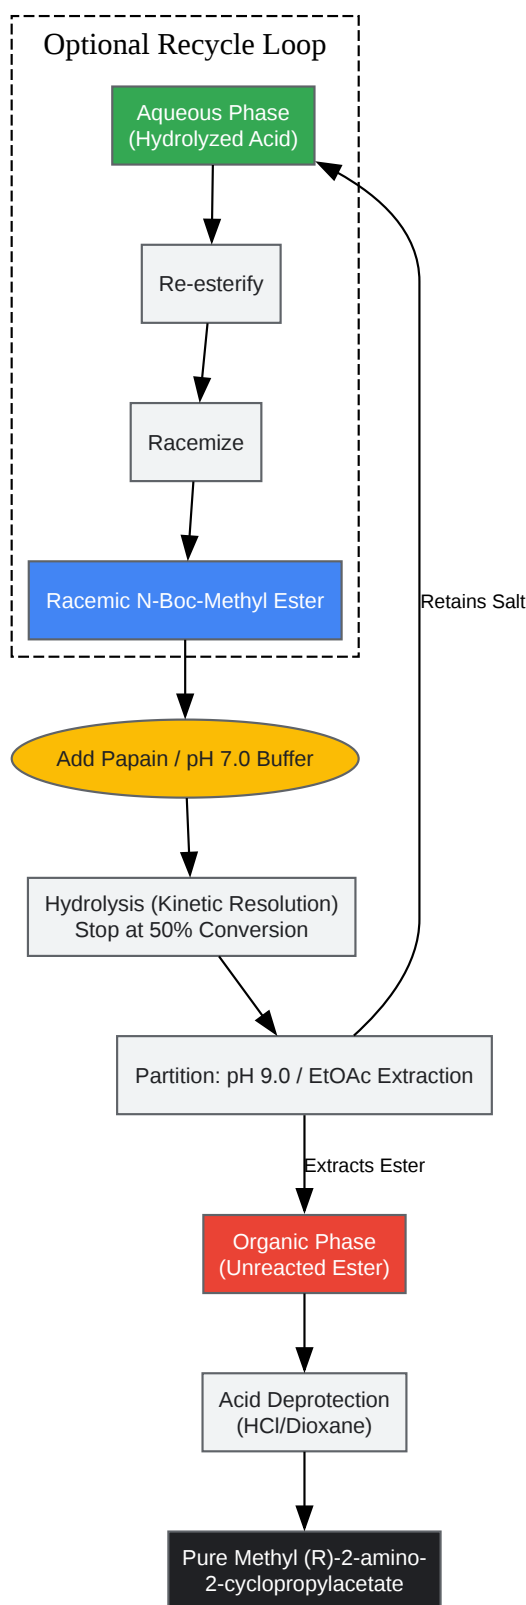 Optional Recycle Loop
Aqueous Phase
(Hydrolyzed Acid)
Re-esterify
Racemize
Racemic N-Boc-Methyl Ester
Retains Salt
Add Papain / pH 7.0 Buffer
Hydrolysis (Kinetic Resolution)
Stop at 50% Conversion
Partition: pH 9.0 / EtOAc Extraction
Extracts Ester
Organic Phase
(Unreacted Ester)
Acid Deprotection
(HCl/Dioxane)
Pure Methyl (R)-2-amino-
2-cyclopropylacetate